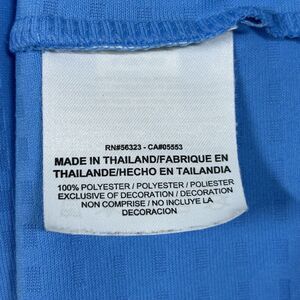 RN#56323 - CA#05553
MADE IN THAILAND/FABRIQUE EN
THAILANDE/HECHO EN TAILANDIA
100% POLYESTER / POLYESTER / POLIESTER
EXCLUSIVE OF DECORATION / DECORATION
NON COMPRISE / NO INCLUYE LA
DECORACION